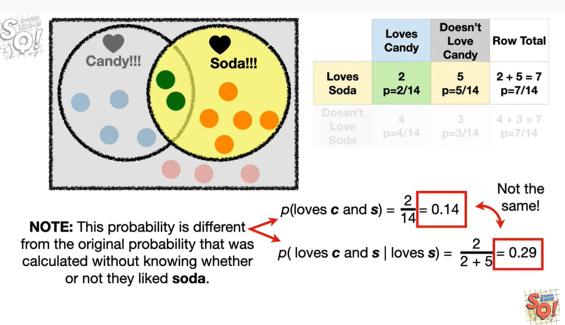 SQ!
Candy!!!
Soda!!!
Loves
Candy
Doesn't
Love
Candy
Row Total
Loves
Soda
2
p=2/14
5
p=5/14
2 + 5 = 7
p=7/14
Doesn't
Love
Soda
4
p=4/14
3
p=3/14
4 + 3 = 7
p=7/14
Not the
same!
p(loves c and s) = 2/14 = 0.14
p( loves c and s | loves s) = 2/2 + 5 = 0.29
NOTE: This probability is different
from the original probability that was
calculated without knowing whether
or not they liked soda.
SQ!